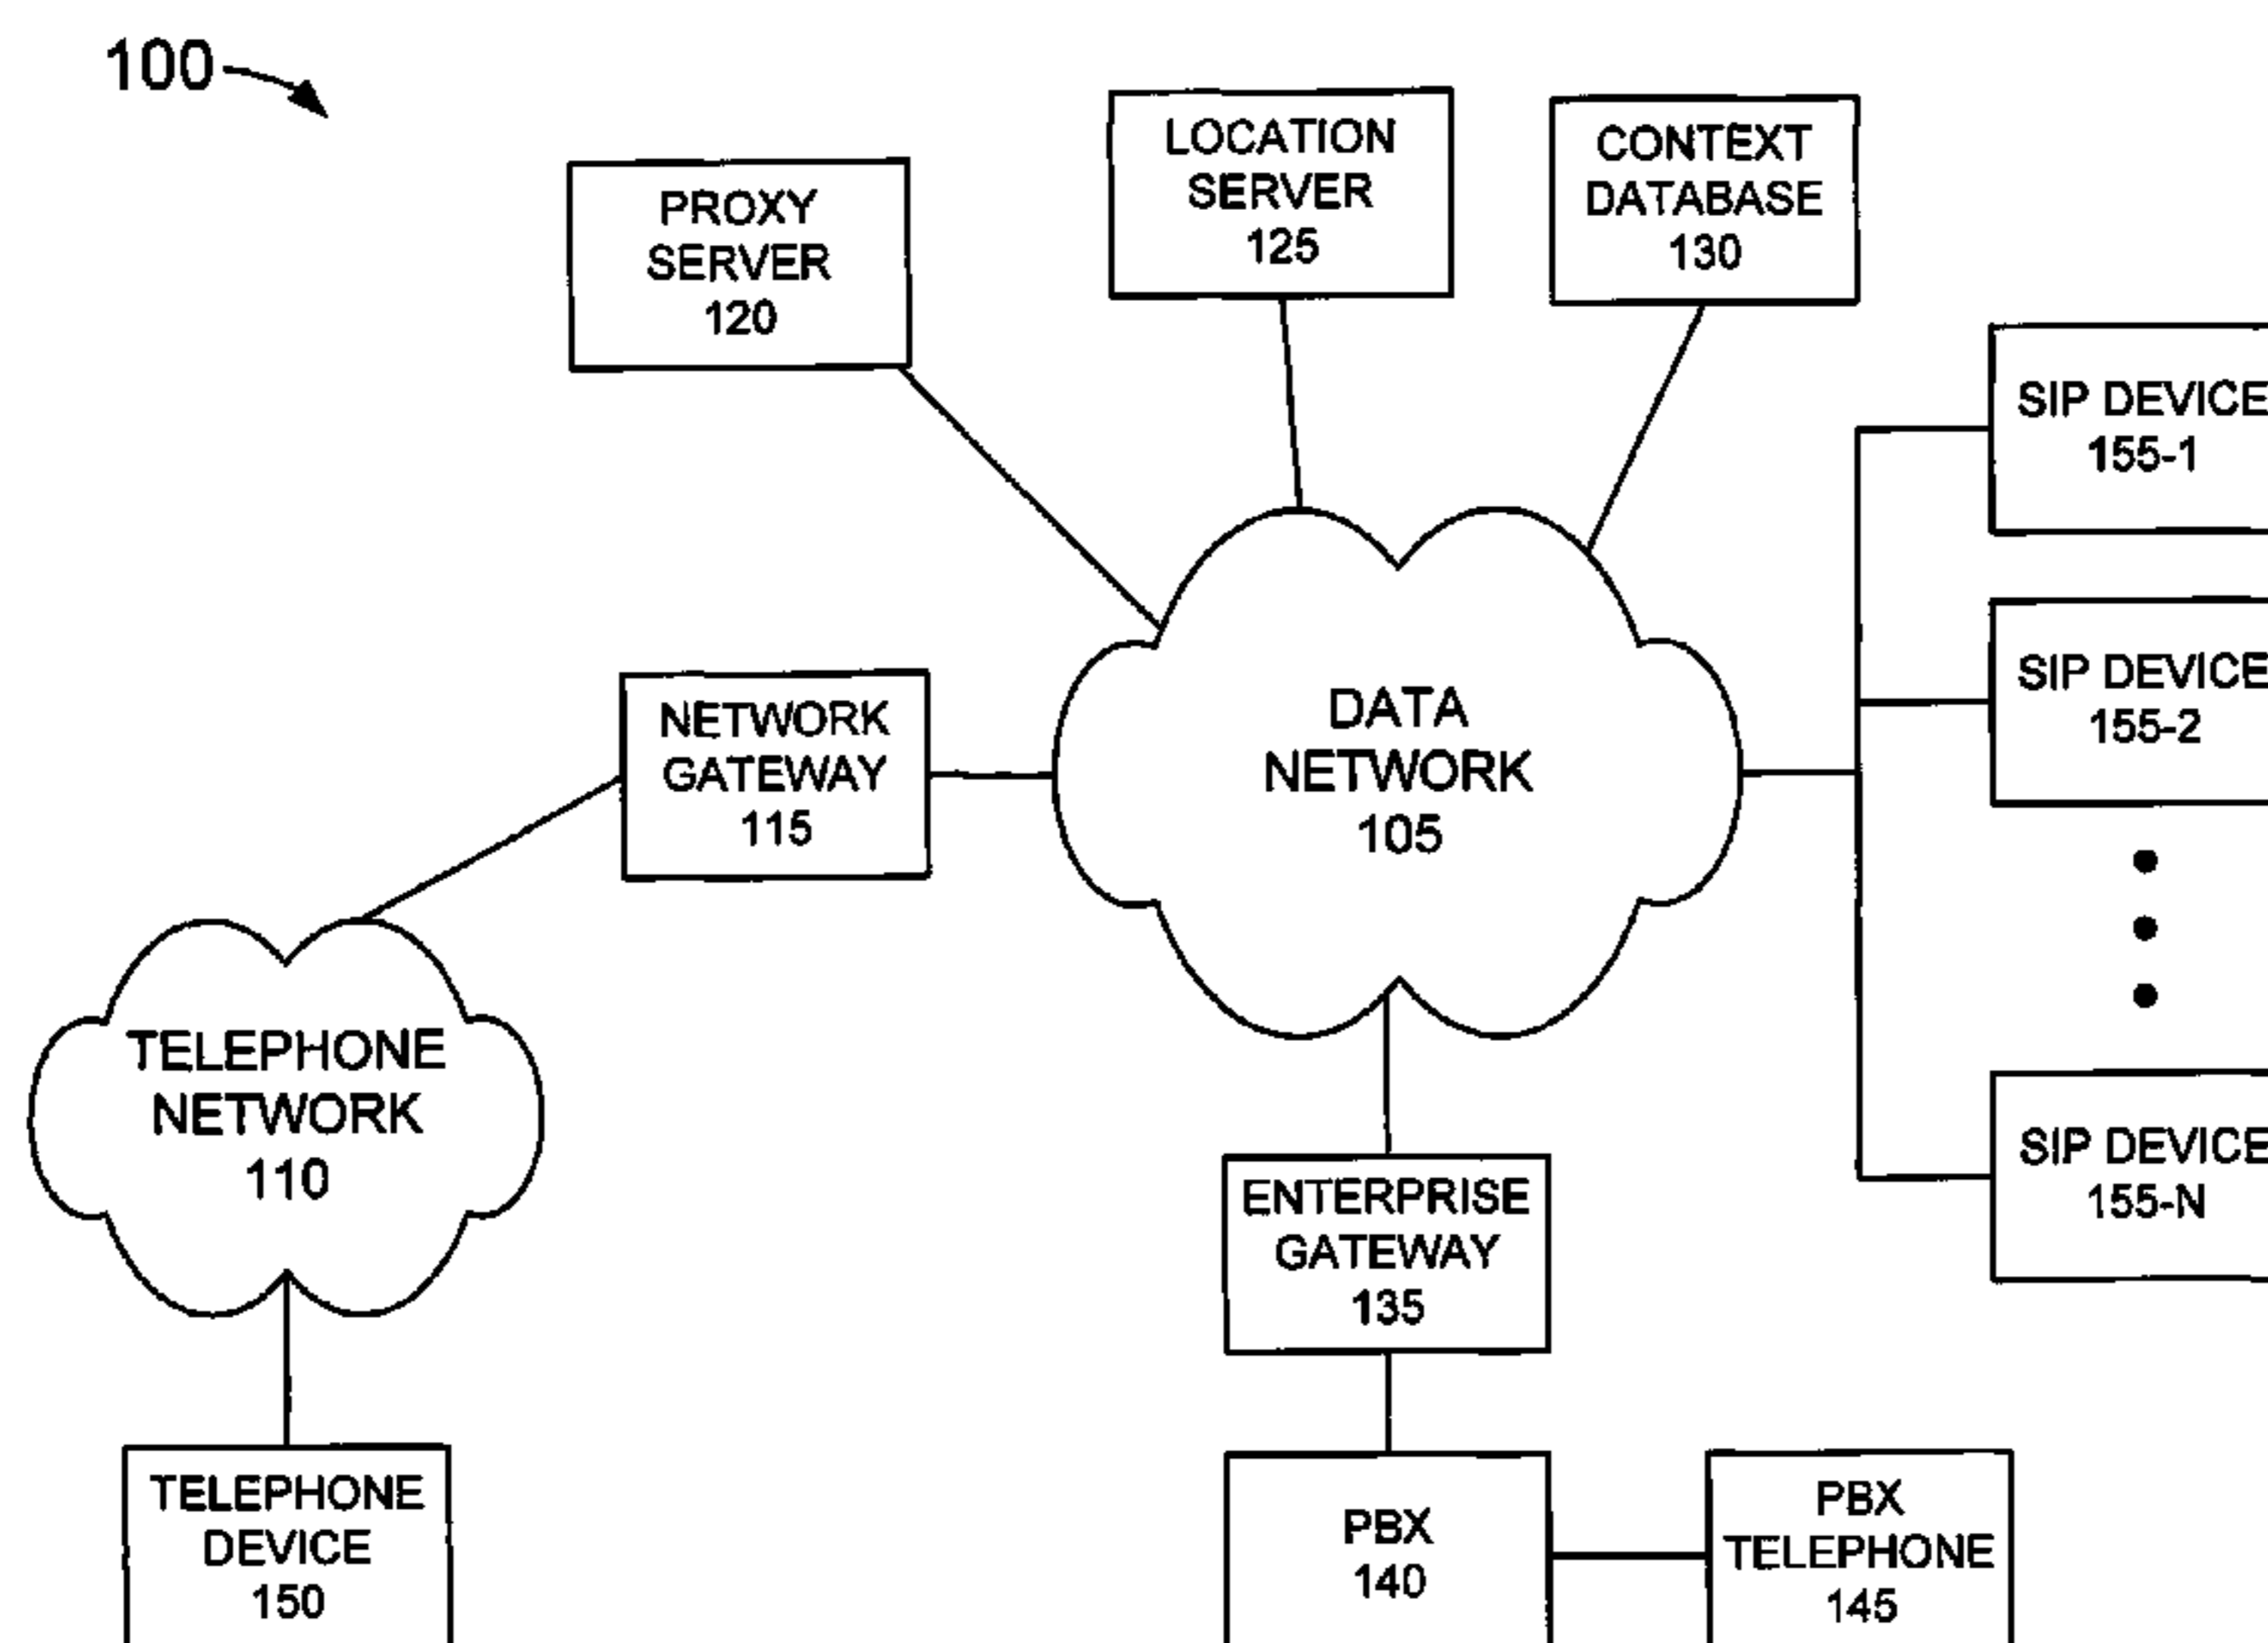 100
LOCATION
SERVER
125
CONTEXT
DATABASE
130
PROXY
SERVER
120
SIP DEVICE
155-1
SIP DEVICE
155-2
NETWORK
GATEWAY
115
DATA
NETWORK
105
TELEPHONE
NETWORK
110
SIP DEVICE
155-N
ENTERPRISE
GATEWAY
135
TELEPHONE
DEVICE
150
PBX
140
PBX
TELEPHONE
145